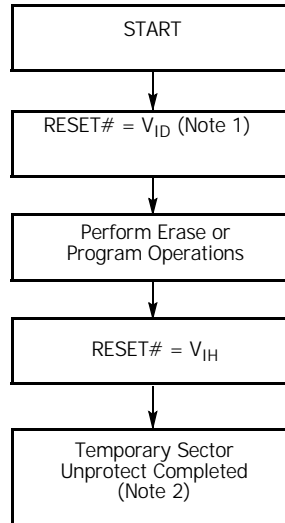 START
RESET# = VID (Note 1)
Perform Erase or
Program Operations
RESET# = VIH
Temporary Sector
Unprotect Completed
(Note 2)